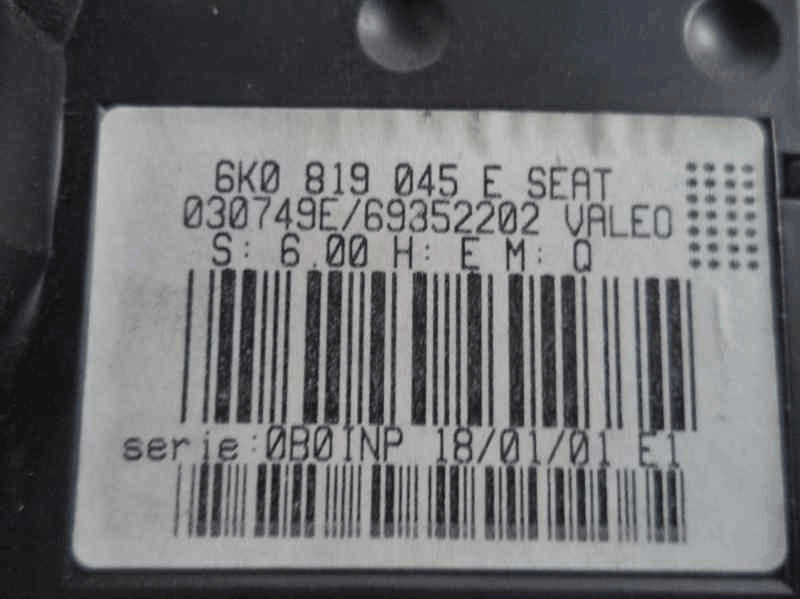 6K0 819 045 E SEAT
030749E/69352202 VALEO
S: 6.00 H: E M: Q
serie:0B0INP 18/01/01 E1